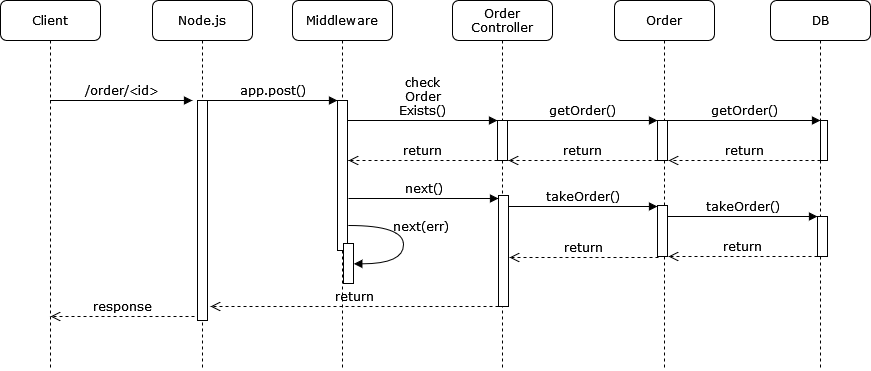 Client
Node.js
Middleware
Order
Controller
Order
DB
/order/<id>
app.post()
check
Order
Exists()
getOrder()
getOrder()
return
return
return
next()
takeOrder()
takeOrder()
next(err)
return
return
return
response